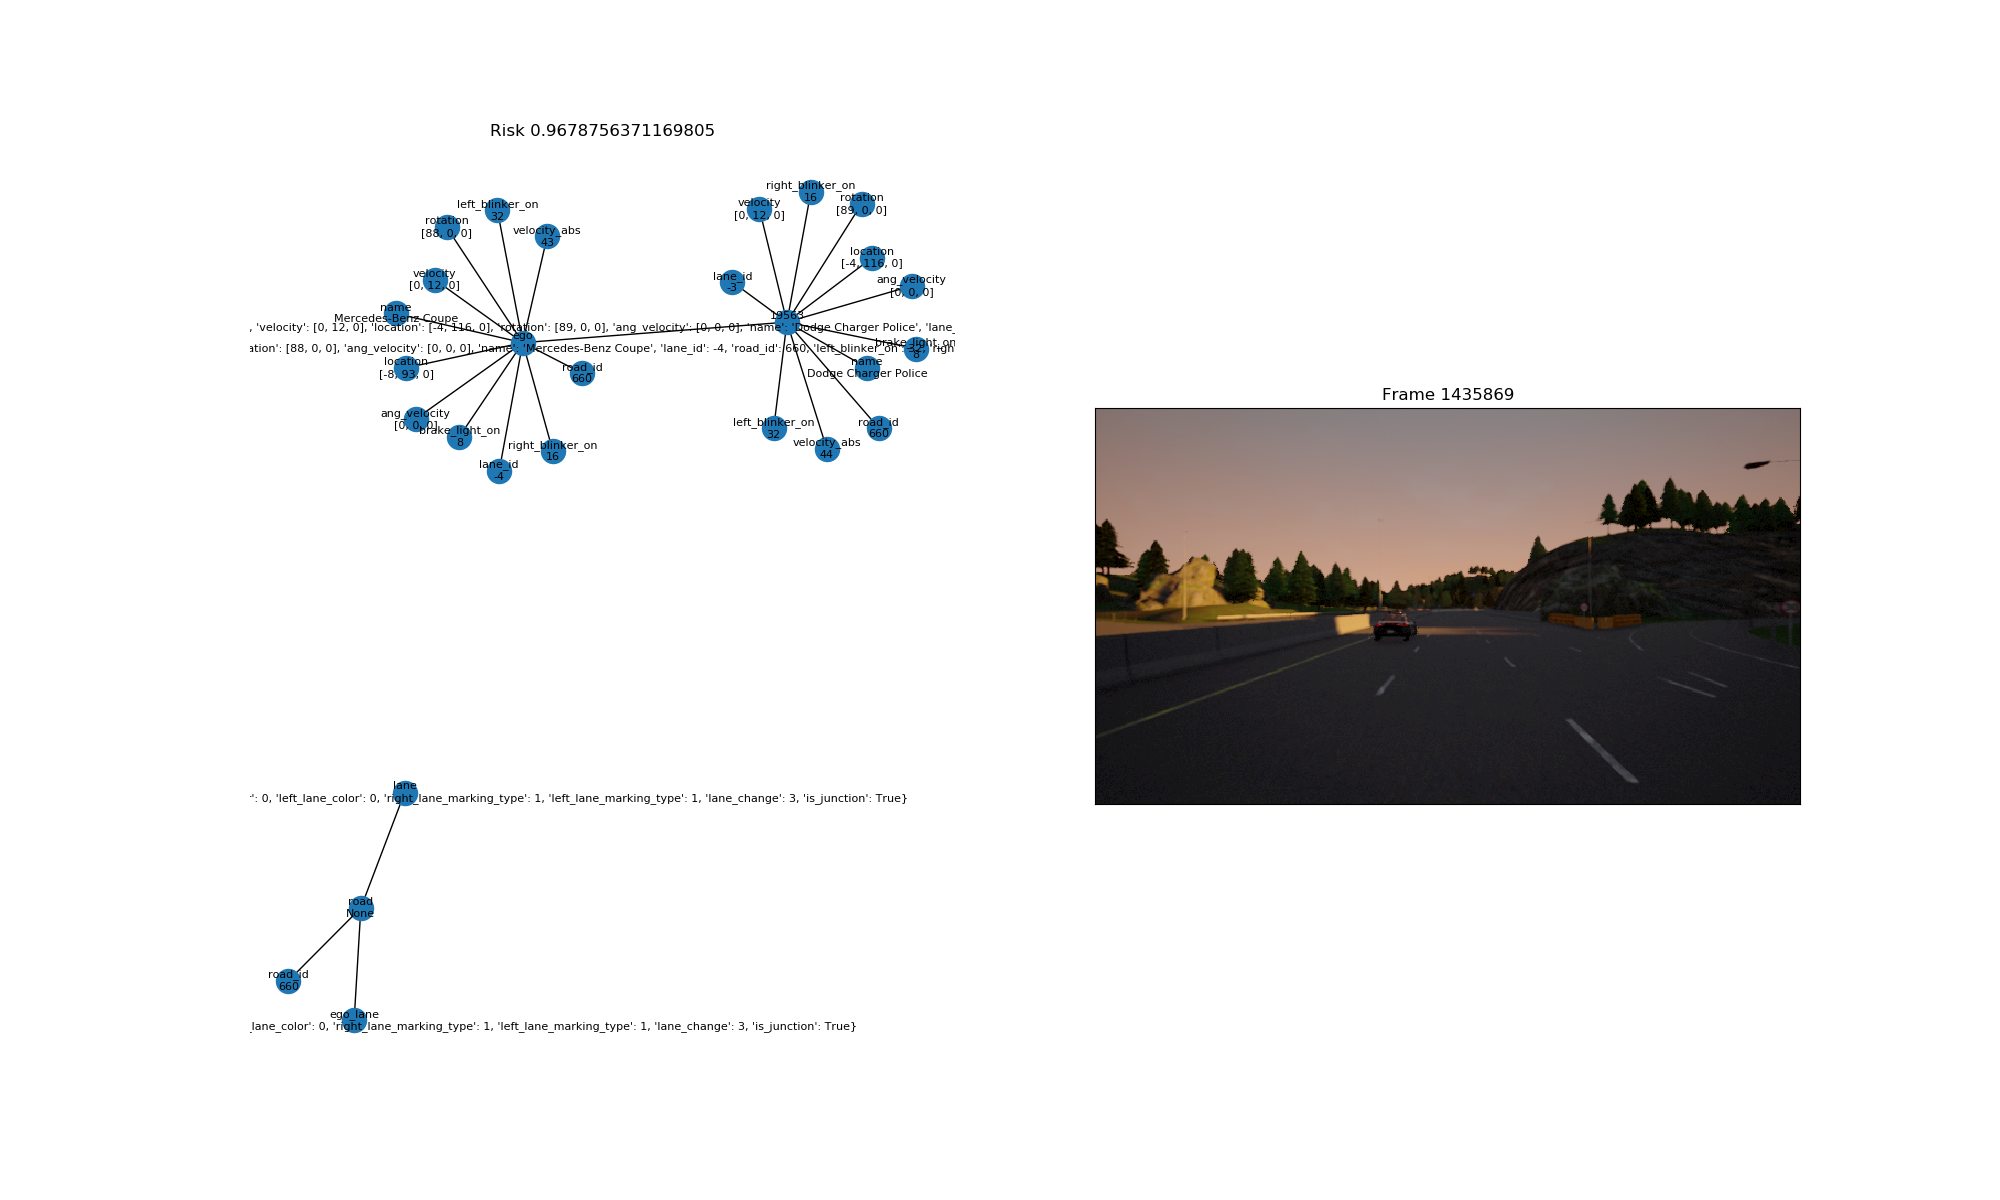 Risk 0.9678756371169805
right_blinker_on
16
rotation
[89, 0, 0]
velocity
[0, 12, 0]
left_blinker_on
32
rotation
[88, 0, 0]
velocity_abs
43
location
[-4, 116, 0]
velocity
[0, 12, 0]
lane_id
-3
ang_velocity
[0, 0, 0]
name
Mercedes-Benz Coupe
19563
, 'velocity': [0, 12, 0], 'location': [-4, 116, 0], 'rotation': [89, 0, 0], 'ang_velocity': [0, 0, 0], 'name': 'Dodge Charger Police', 'lane_
ego
ation': [88, 0, 0], 'ang_velocity': [0, 0, 0], 'name': 'Mercedes-Benz Coupe', 'lane_id': -4, 'road_id': 660, 'left_blinker_on': 32, 'righ
brake_light_on
8
location
[-8, 93, 0]
road_id
660
name
Dodge Charger Police
ang_velocity
[0, 0, 0]
brake_light_on
8
left_blinker_on
32
road_id
660
velocity_abs
44
right_blinker_on
16
lane_id
-4
Frame 1435869
lane
': 0, 'left_lane_color': 0, 'right_lane_marking_type': 1, 'left_lane_marking_type': 1, 'lane_change': 3, 'is_junction': True}
road
None
road_id
660
ego_lane
_lane_color': 0, 'right_lane_marking_type': 1, 'left_lane_marking_type': 1, 'lane_change': 3, 'is_junction': True}